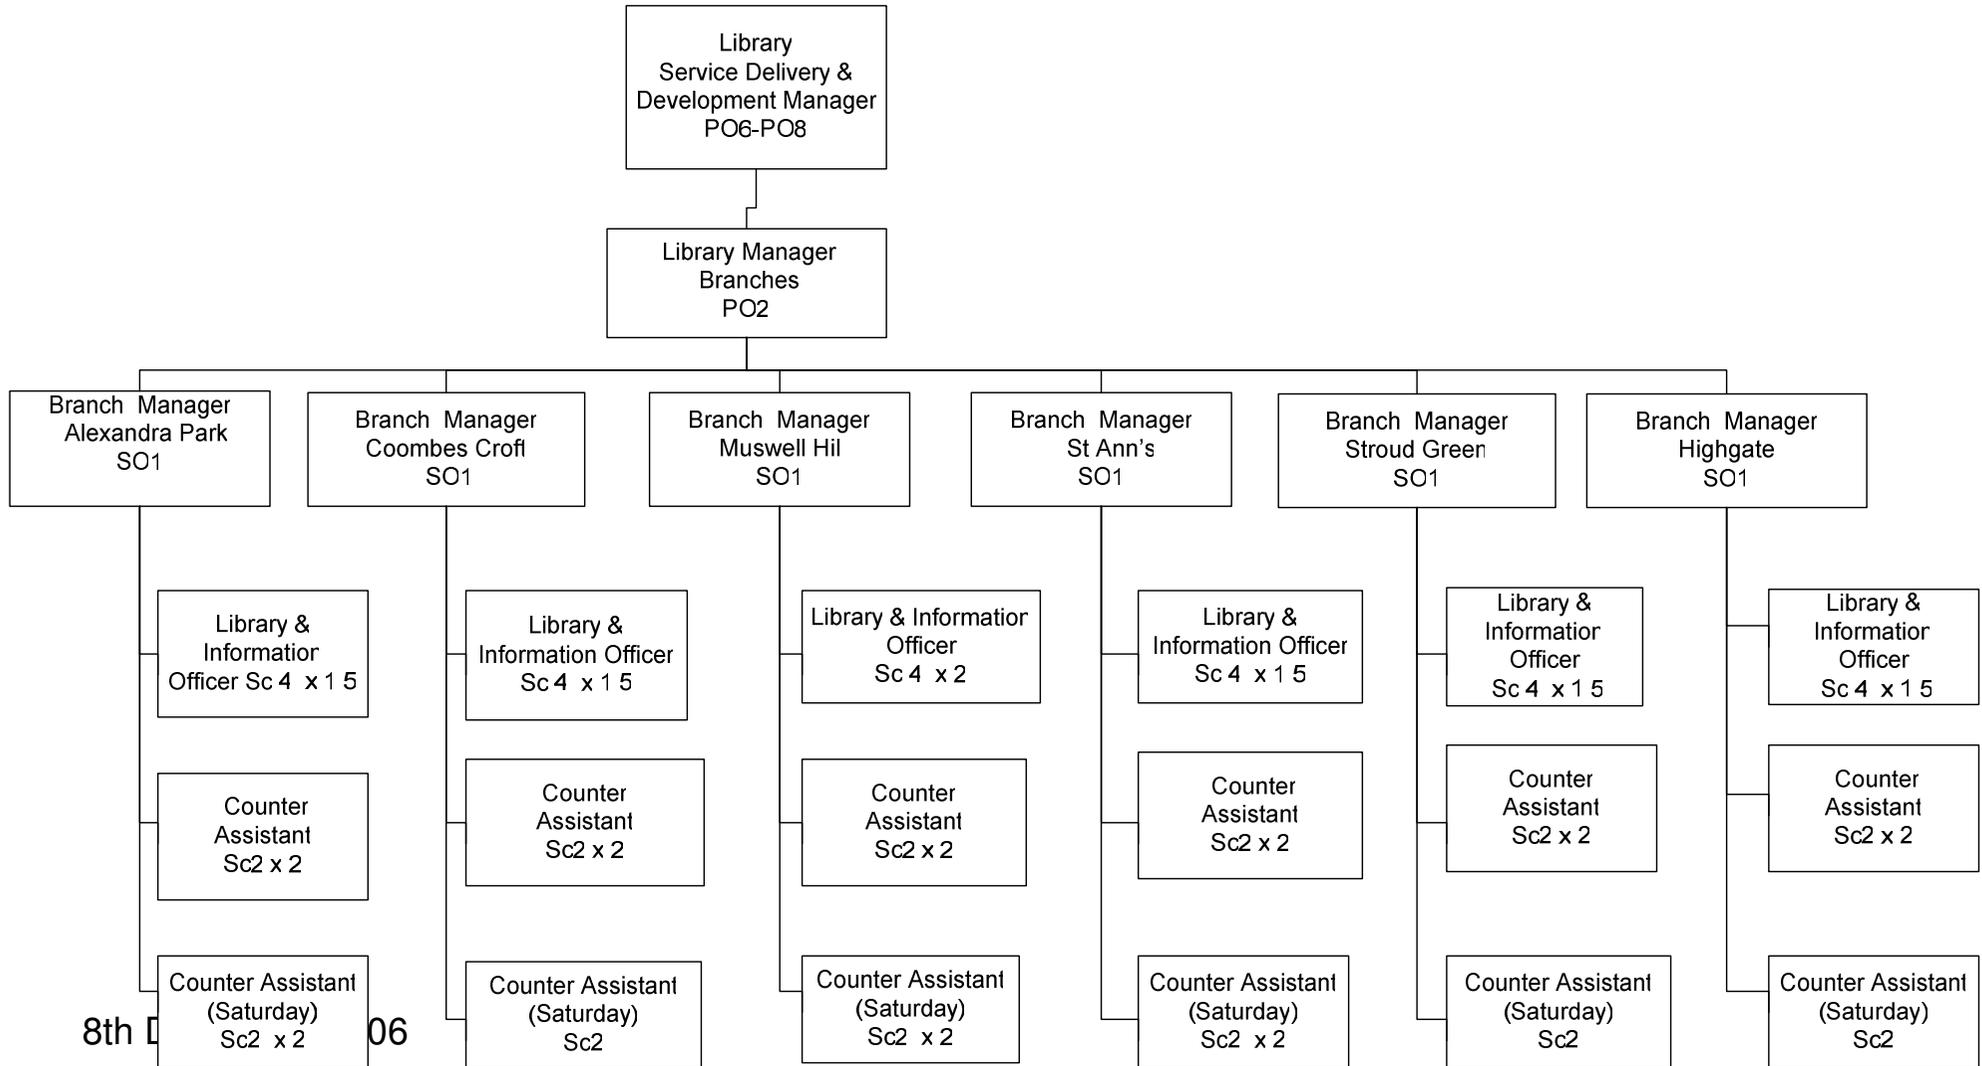 Library
Service Delivery &
Development Manager
PO6-PO8
Library Manager
Branches
PO2
Branch Manager
Alexandra Park
SO1
Branch Manager
Coombes Croft
SO1
Branch Manager
Muswell Hil
SO1
Branch Manager
St Ann's
SO1
Branch Manager
Stroud Green
SO1
Branch Manager
Highgate
SO1
Library &
Information
Officer Sc 4 x 1 5
Library &
Information Officer
Sc 4 x 1 5
Library & Information
Officer
Sc 4 x 2
Library &
Information Officer
Sc 4 x 1 5
Library &
Information
Officer
Sc 4 x 1 5
Library &
Information
Officer
Sc 4 x 1 5
Counter
Assistant
Sc2 x 2
Counter
Assistant
Sc2 x 2
Counter
Assistant
Sc2 x 2
Counter
Assistant
Sc2 x 2
Counter
Assistant
Sc2 x 2
Counter
Assistant
Sc2 x 2
Counter Assistant
(Saturday)
Sc2 x 2
Counter Assistant
(Saturday)
Sc2
Counter Assistant
(Saturday)
Sc2 x 2
Counter Assistant
(Saturday)
Sc2 x 2
Counter Assistant
(Saturday)
Sc2
Counter Assistant
(Saturday)
Sc2
8th D 06